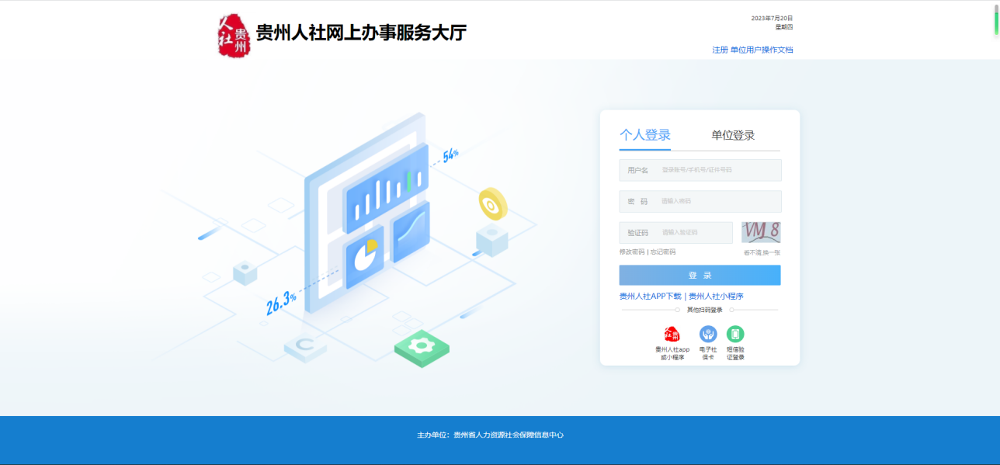 人社
贵州
贵州人社网上办事服务大厅
2023年7月20日
星期四
注册 单位用户操作文档
54%
26.3%
C
个人登录
单位登录
用户名 登录账号/手机号/证件号码
密 码 请输入密码
验证码 请输入验证码
VMJ 8
修改密码 | 忘记密码
看不清,换一张
登 录
贵州人社APP下载 | 贵州人社小程序
其他扫码登录
贵州人社app
或小程序
电子社
保卡
短信验
证登录
主办单位：贵州省人力资源社会保障信息中心